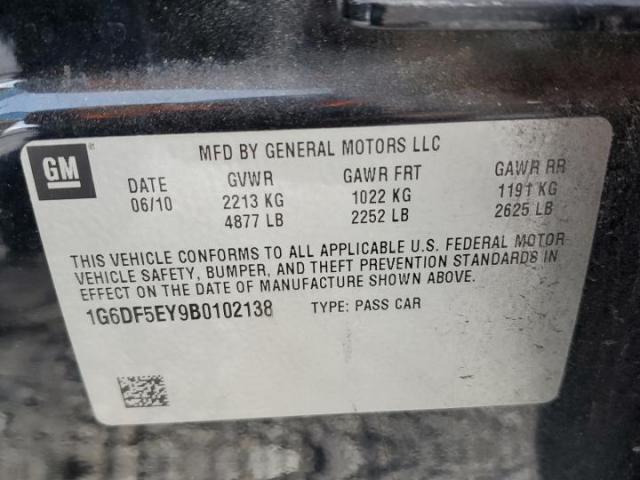 GM
MFD BY GENERAL MOTORS LLC
DATE GVWR GAWR FRT GAWR RR
06/10 2213 KG 1022 KG 1191 KG
4877 LB 2252 LB 2625 LB
THIS VEHICLE CONFORMS TO ALL APPLICABLE U.S. FEDERAL MOTOR
VEHICLE SAFETY, BUMPER, AND THEFT PREVENTION STANDARDS IN
EFFECT ON THE DATE OF MANUFACTURE SHOWN ABOVE.
1G6DF5EY9B0102138 TYPE: PASS CAR